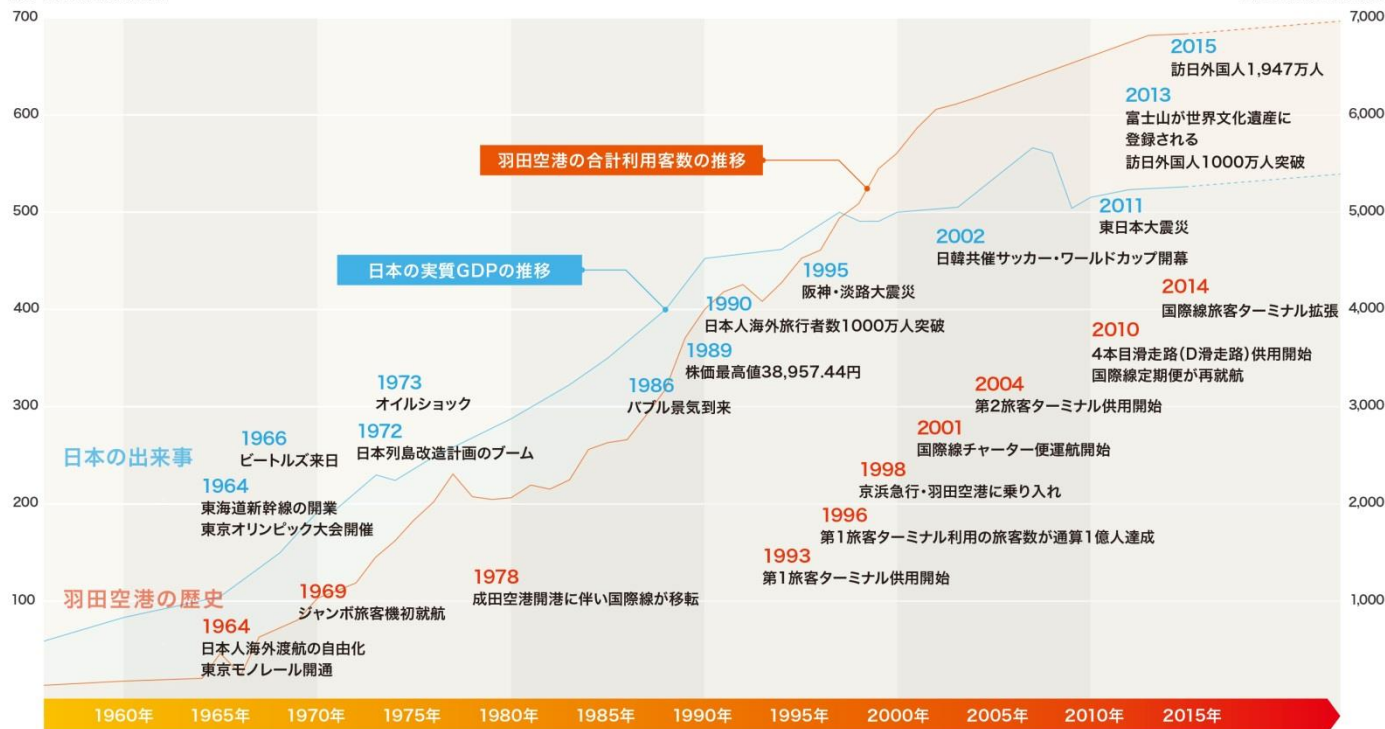 700
600
500
400
300
200
100
7,000
6,000
5,000
4,000
3,000
2,000
1,000
羽田空港の合計利用客数の推移
日本の実質GDPの推移
日本の出来事
1964
東海道新幹線の開業
東京オリンピック大会開催
1966
ビートルズ来日
1972
日本列島改造計画のブーム
1973
オイルショック
1986
バブル景気到来
1989
株価最高値38,957.44円
1990
日本人海外旅行者数1000万人突破
1995
阪神・淡路大震災
2002
日韓共催サッカー・ワールドカップ開幕
2011
東日本大震災
2013
富士山が世界文化遺産に
登録される
訪日外国人1000万人突破
2015
訪日外国人1,947万人
羽田空港の歴史
1964
日本人海外渡航の自由化
東京モノレール開通
1969
ジャンボ旅客機初就航
1978
成田空港開港に伴い国際線が移転
1993
第1旅客ターミナル供用開始
1996
第1旅客ターミナル利用の旅客数が通算1億人達成
1998
京浜急行・羽田空港に乗り入れ
2001
国際線チャーター便運航開始
2004
第2旅客ターミナル供用開始
2010
4本目滑走路(D滑走路)供用開始
国際線定期便が再就航
2014
国際線旅客ターミナル拡張
1960年
1965年
1970年
1975年
1980年
1985年
1990年
1995年
2000年
2005年
2010年
2015年